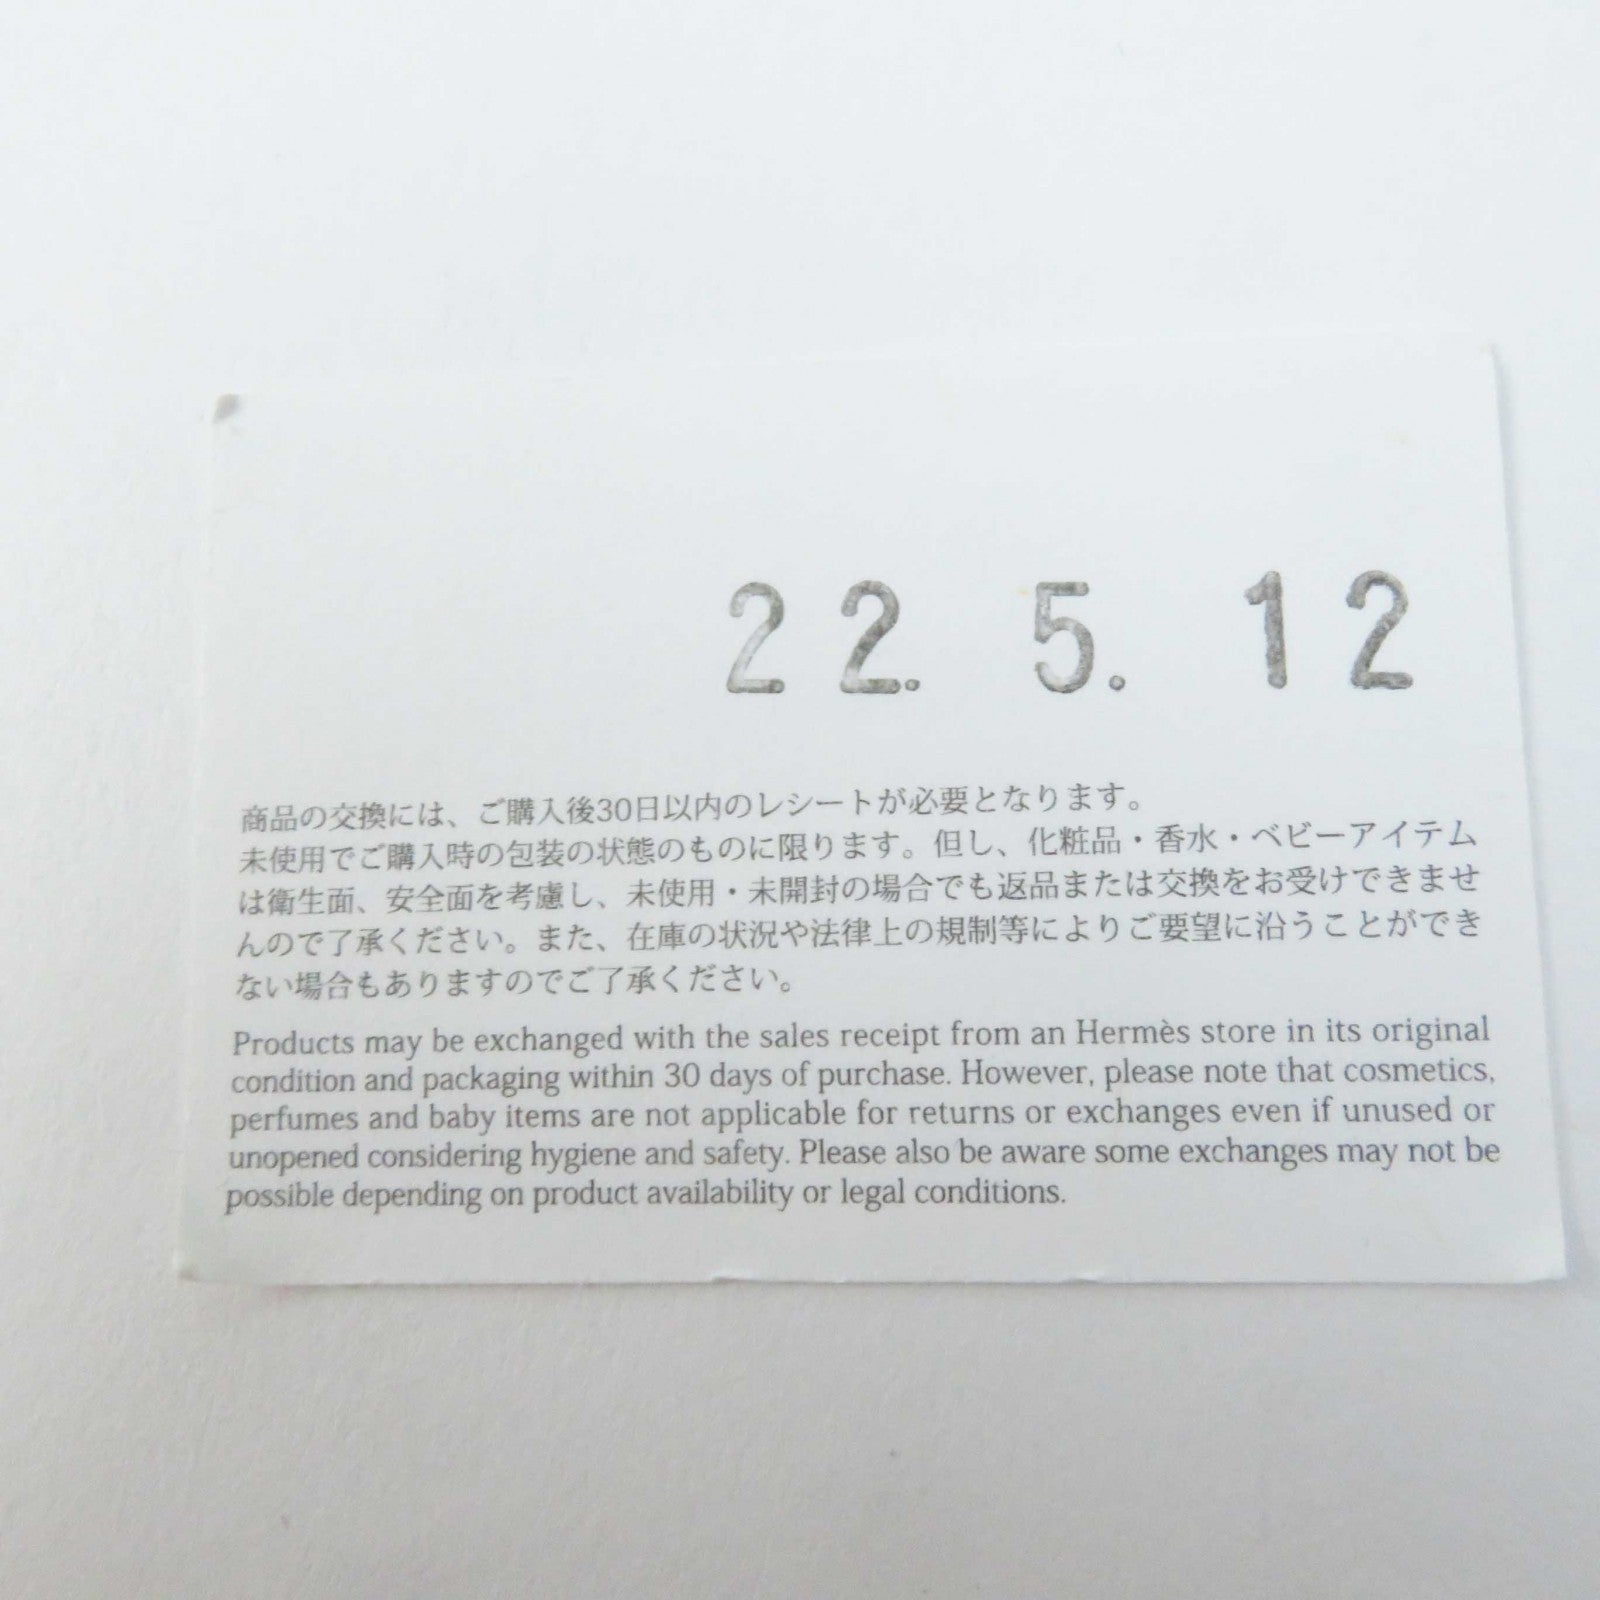 22. 5. 12
商品の交換には、ご購入後30日以内のレシートが必要となります。
未使用でご購入時の包装の状態のものに限ります。但し、化粧品・香水・ベビーアイテム
は衛生面、安全面を考慮し、未使用・未開封の場合でも返品または交換をお受けできませ
んので了承ください。また、在庫の状況や法律上の規制等によりご要望に沿うことができ
ない場合もありますのでご了承ください。
Products may be exchanged with the sales receipt from an Hermès store in its original
condition and packaging within 30 days of purchase. However, please note that cosmetics,
perfumes and baby items are not applicable for returns or exchanges even if unused or
unopened considering hygiene and safety. Please also be aware some exchanges may not be
possible depending on product availability or legal conditions.